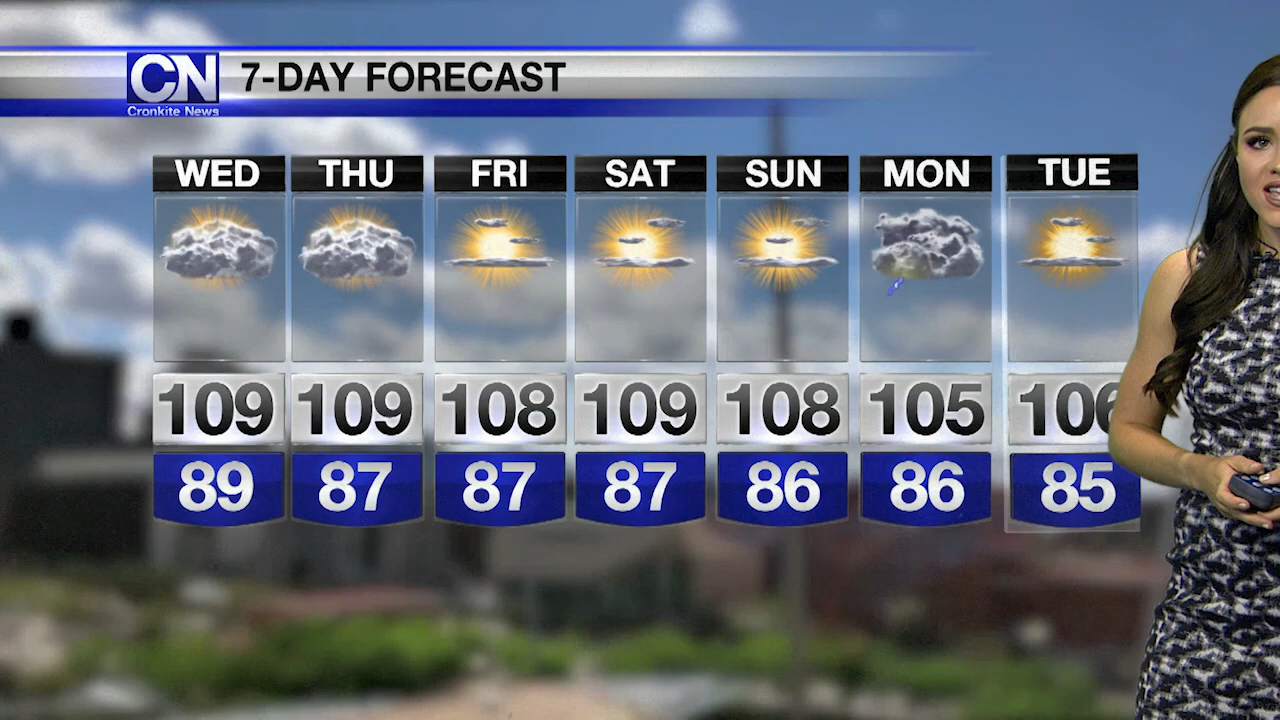 CN 7-DAY FORECAST
Cronkite News
WED THU FRI SAT SUN MON TUE
109 109 108 109 108 105 106
89 87 87 87 86 86 85